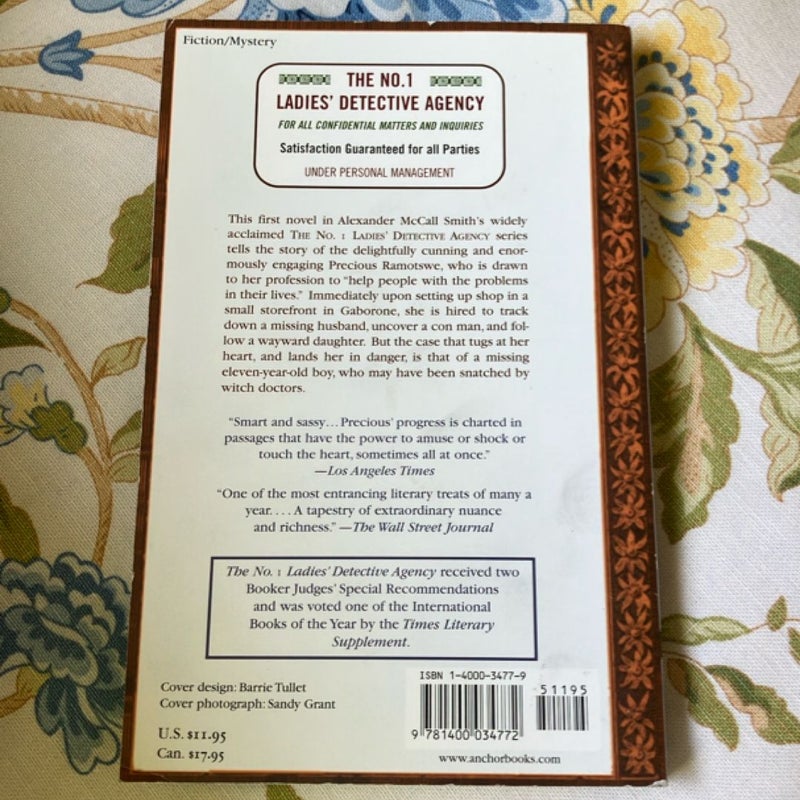 Fiction/Mystery
THE NO.1
LADIES' DETECTIVE AGENCY
FOR ALL CONFIDENTIAL MATTERS AND INQUIRIES
Satisfaction Guaranteed for all Parties
UNDER PERSONAL MANAGEMENT
This first novel in Alexander McCall Smith's widely
acclaimed THE NO. 1 LADIES' DETECTIVE AGENCY series
tells the story of the delightfully cunning and enor-
mously engaging Precious Ramotswe, who is drawn
to her profession to "help people with the problems
in their lives." Immediately upon setting up shop in a
small storefront in Gaborone, she is hired to track
down a missing husband, uncover a con man, and fol-
low a wayward daughter. But the case that tugs at her
heart, and lands her in danger, is that of a missing
eleven-year-old boy, who may have been snatched by
witch doctors.
"Smart and sassy… Precious' progress is charted in
passages that have the power to amuse or shock or
touch the heart, sometimes all at once."
—Los Angeles Times
"One of the most entrancing literary treats of many a
year.… A tapestry of extraordinary nuance
and richness." —The Wall Street Journal
The No. 1 Ladies' Detective Agency received two
Booker Judges' Special Recommendations
and was voted one of the International
Books of the Year by the Times Literary
Supplement.
Cover design: Barrie Tullet
Cover photograph: Sandy Grant
U.S. $11.95
Can. $17.95
ISBN 1-4000-3477-9
51195
9 781400 034772
www.anchorbooks.com